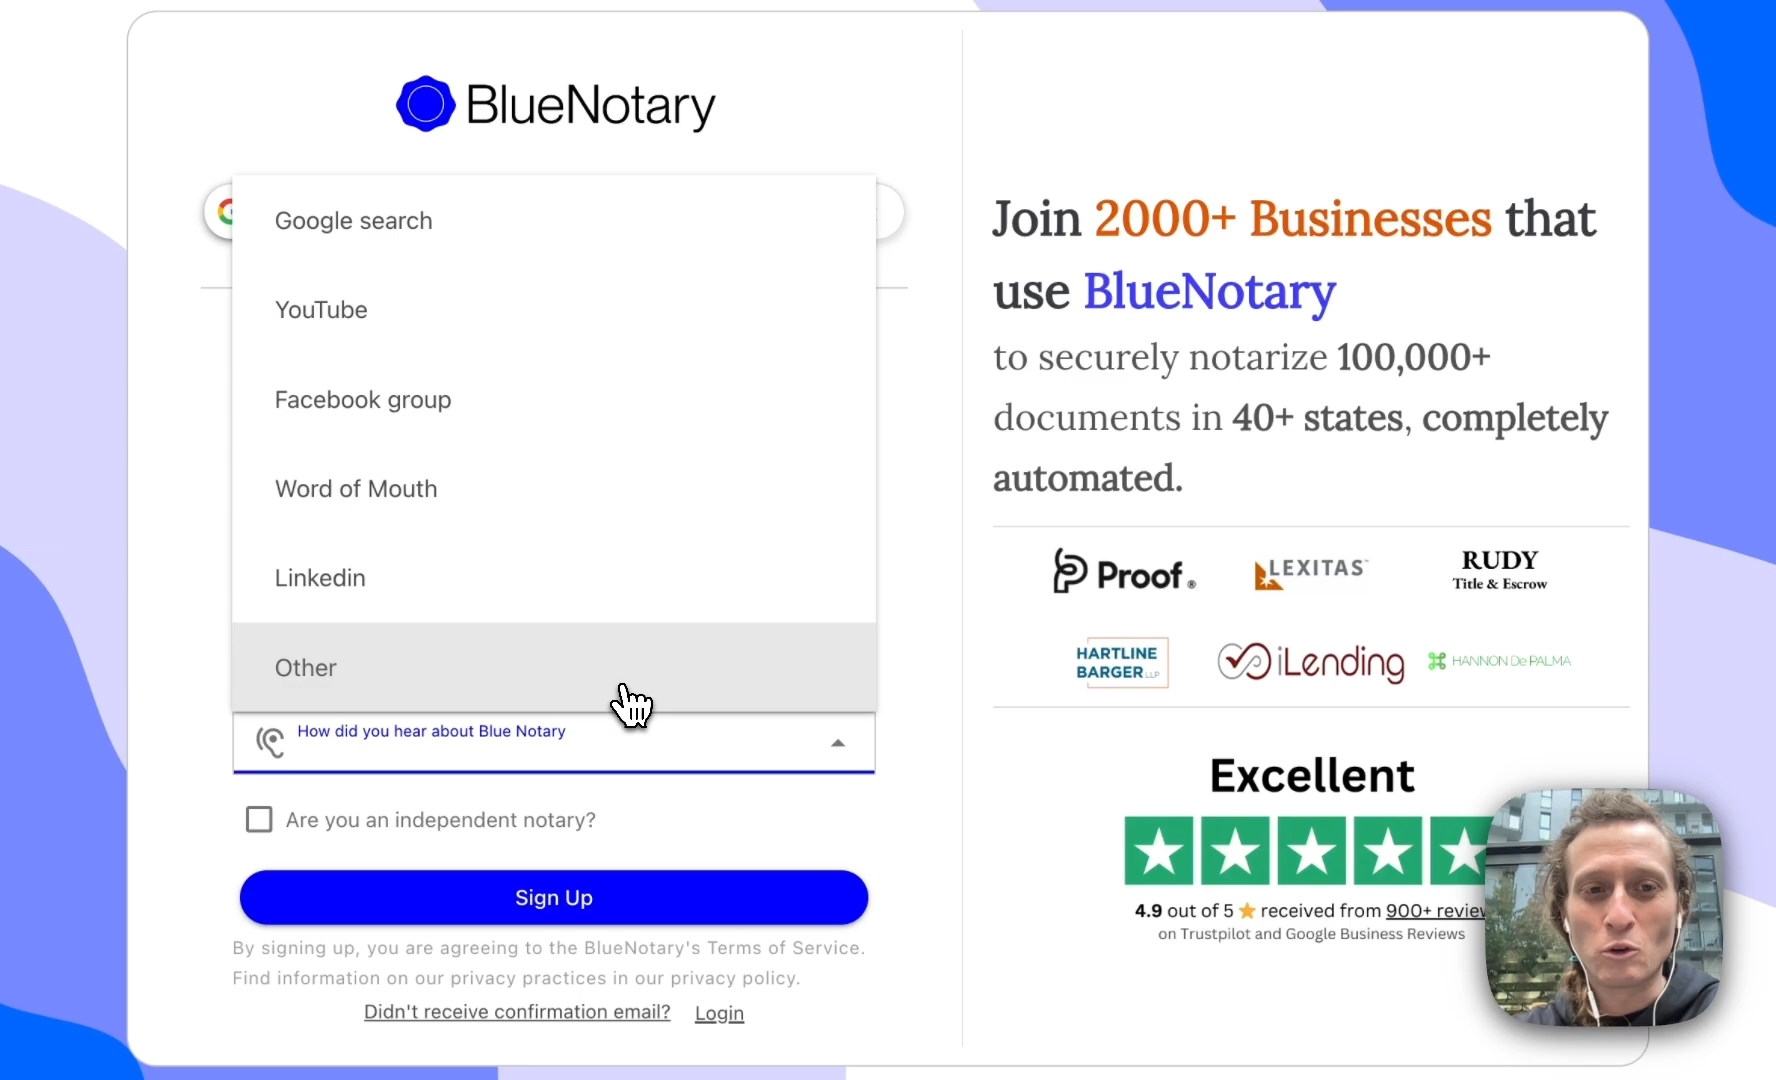 BlueNotary
Google search
YouTube
Facebook group
Word of Mouth
Linkedin
Other
How did you hear about Blue Notary
Are you an independent notary?
Sign Up
By signing up, you are agreeing to the BlueNotary's Terms of Service.
Find information on our privacy practices in our privacy policy.
Didn't receive confirmation email? Login
Join 2000+ Businesses that
use BlueNotary
to securely notarize 100,000+
documents in 40+ states, completely
automated.
Proof®
LEXITAS™
RUDY
Title & Escrow
HARTLINE
BARGER LLP
iLending
HANNON De PALMA
Excellent
4.9 out of 5 received from 900+
on Trustpilot and Google Business Reviews